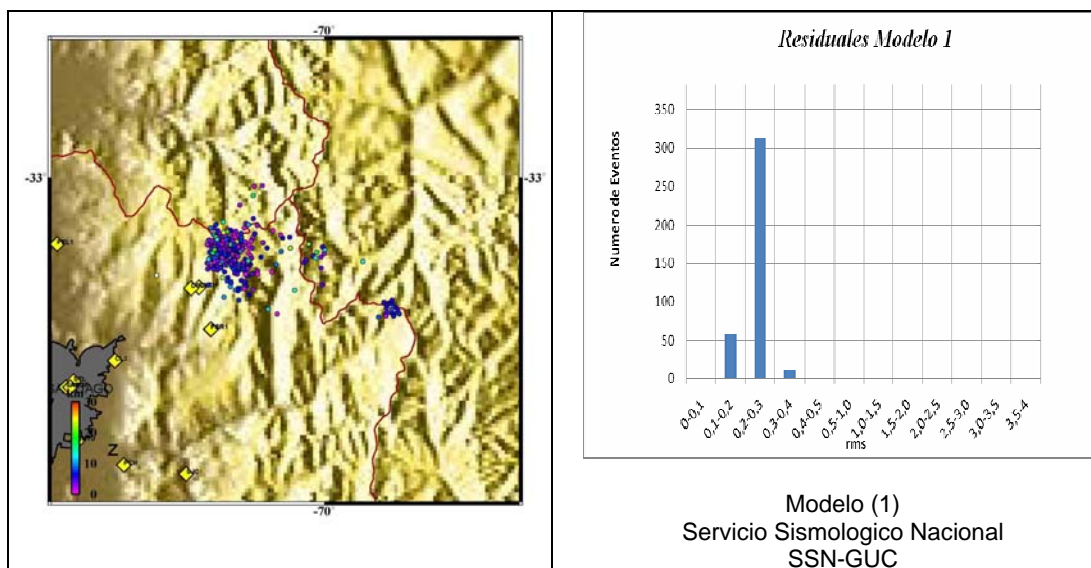 -70°
-33°
-33°
PER1
SANTIAGO
km
10
0
Z
-70°
Residuales Modelo 1
Numero de Eventos
350
300
250
200
150
100
50
0
0-0,1
0,1-0,2
0,2-0,3
0,3-0,4
0,4-0,5
0,5-1,0
1,0-1,5
1,5-2,0
2,0-2,5
2,5-3,0
3,0-3,5
3,5-4
rms
Modelo (1)
Servicio Sismologico Nacional
SSN-GUC